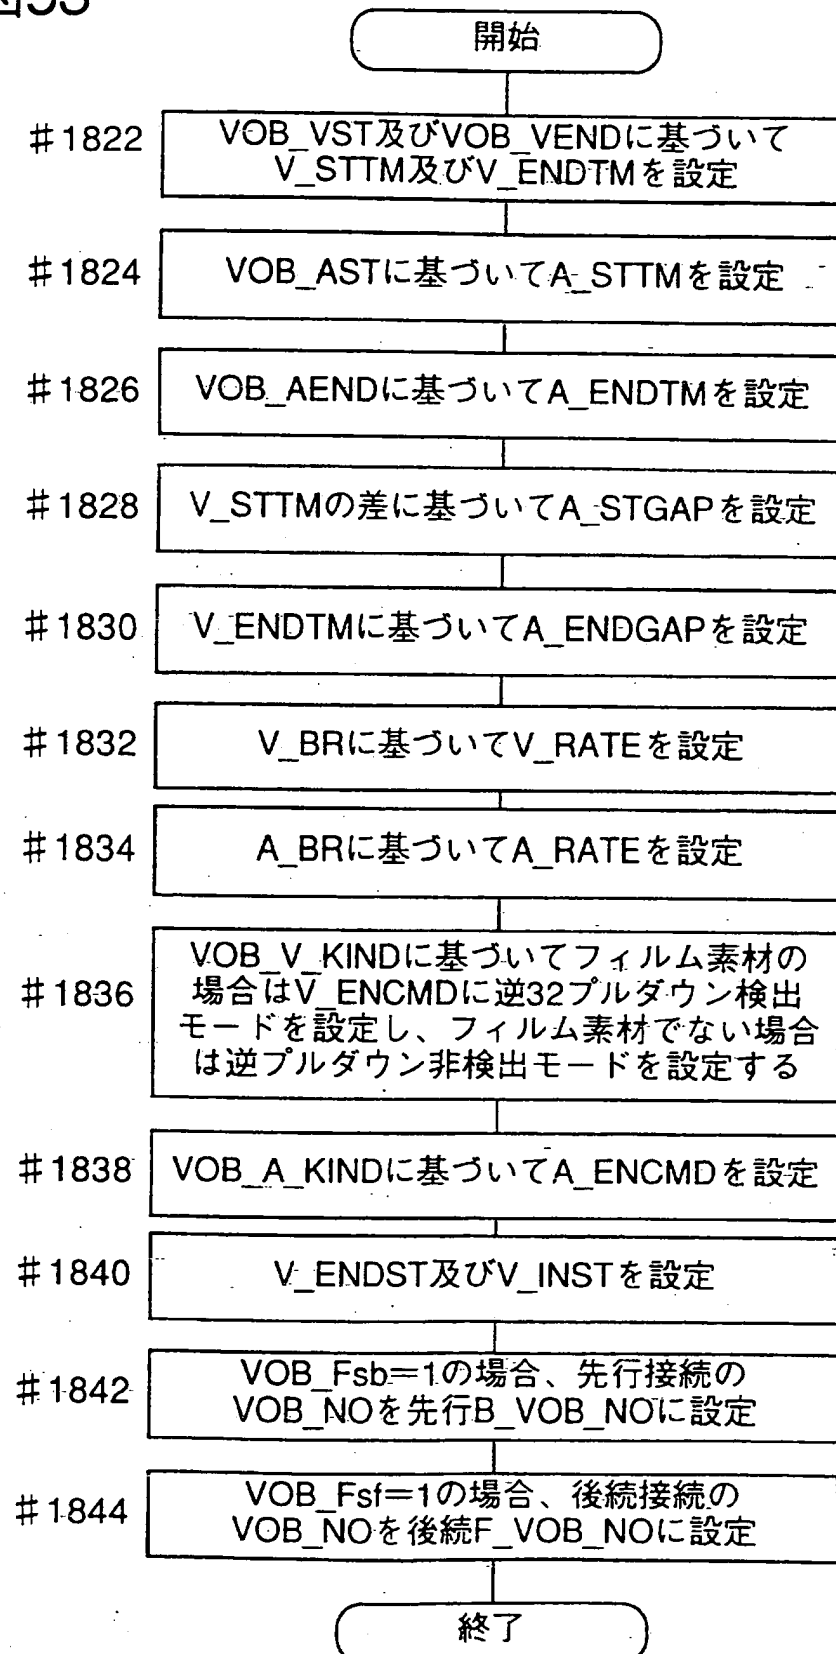 図53
開始
#1822
VOB_VST及びVOB_VENDに基づいて
V_STTM及びV_ENDTMを設定
#1824
VOB_ASTに基づいてA_STTMを設定
#1826
VOB_AENDに基づいてA_ENDTMを設定
#1828
V_STTMの差に基づいてA_STGAPを設定
#1830
V_ENDTMに基づいてA_ENDGAPを設定
#1832
V_BRに基づいてV_RATEを設定
#1834
A_BRに基づいてA_RATEを設定
#1836
VOB_V_KINDに基づいてフィルム素材の
場合はV_ENCMDに逆32プルダウン検出
モードを設定し、フィルム素材でない場合
は逆プルダウン非検出モードを設定する
#1838
VOB_A_KINDに基づいてA_ENCMDを設定
#1840
V_ENDST及びV_INSTを設定
#1842
VOB_Fsb=1の場合、先行接続の
VOB_NOを先行B_VOB_NOに設定
#1844
VOB_Fsf=1の場合、後続接続の
VOB_NOを後続F_VOB_NOに設定
終了